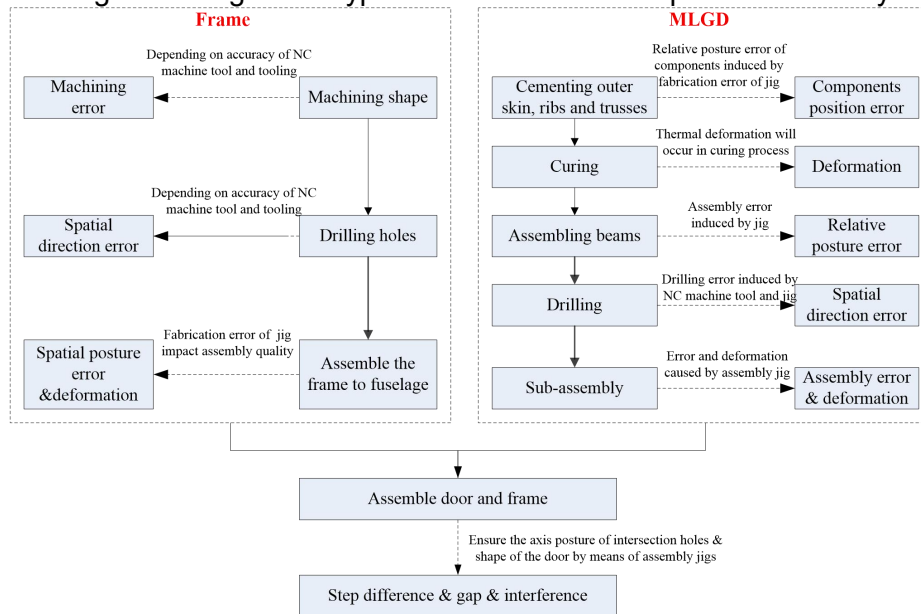 Frame
Depending on accuracy of NC
machine tool and tooling
Machining
error
Machining shape
Depending on accuracy of NC
machine tool and tooling
Spatial
direction error
Drilling holes
Fabrication error of jig
impact assembly quality
Spatial posture
error
&deformation
Assemble the
frame to fuselage
MLGD
Relative posture error of
components induced by
fabrication error of jig
Cementing outer
skin, ribs and trusses
Components
position error
Thermal deformation will
occur in curing process
Curing
Deformation
Assembly error
induced by jig
Assembling beams
Relative
posture error
Drilling error induced by
NC machine tool and jig
Drilling
Spatial
direction error
Error and deformation
caused by assembly jig
Sub-assembly
Assembly error
& deformation
Assemble door and frame
Ensure the axis posture of intersection holes &
shape of the door by means of assembly jigs
Step difference & gap & interference